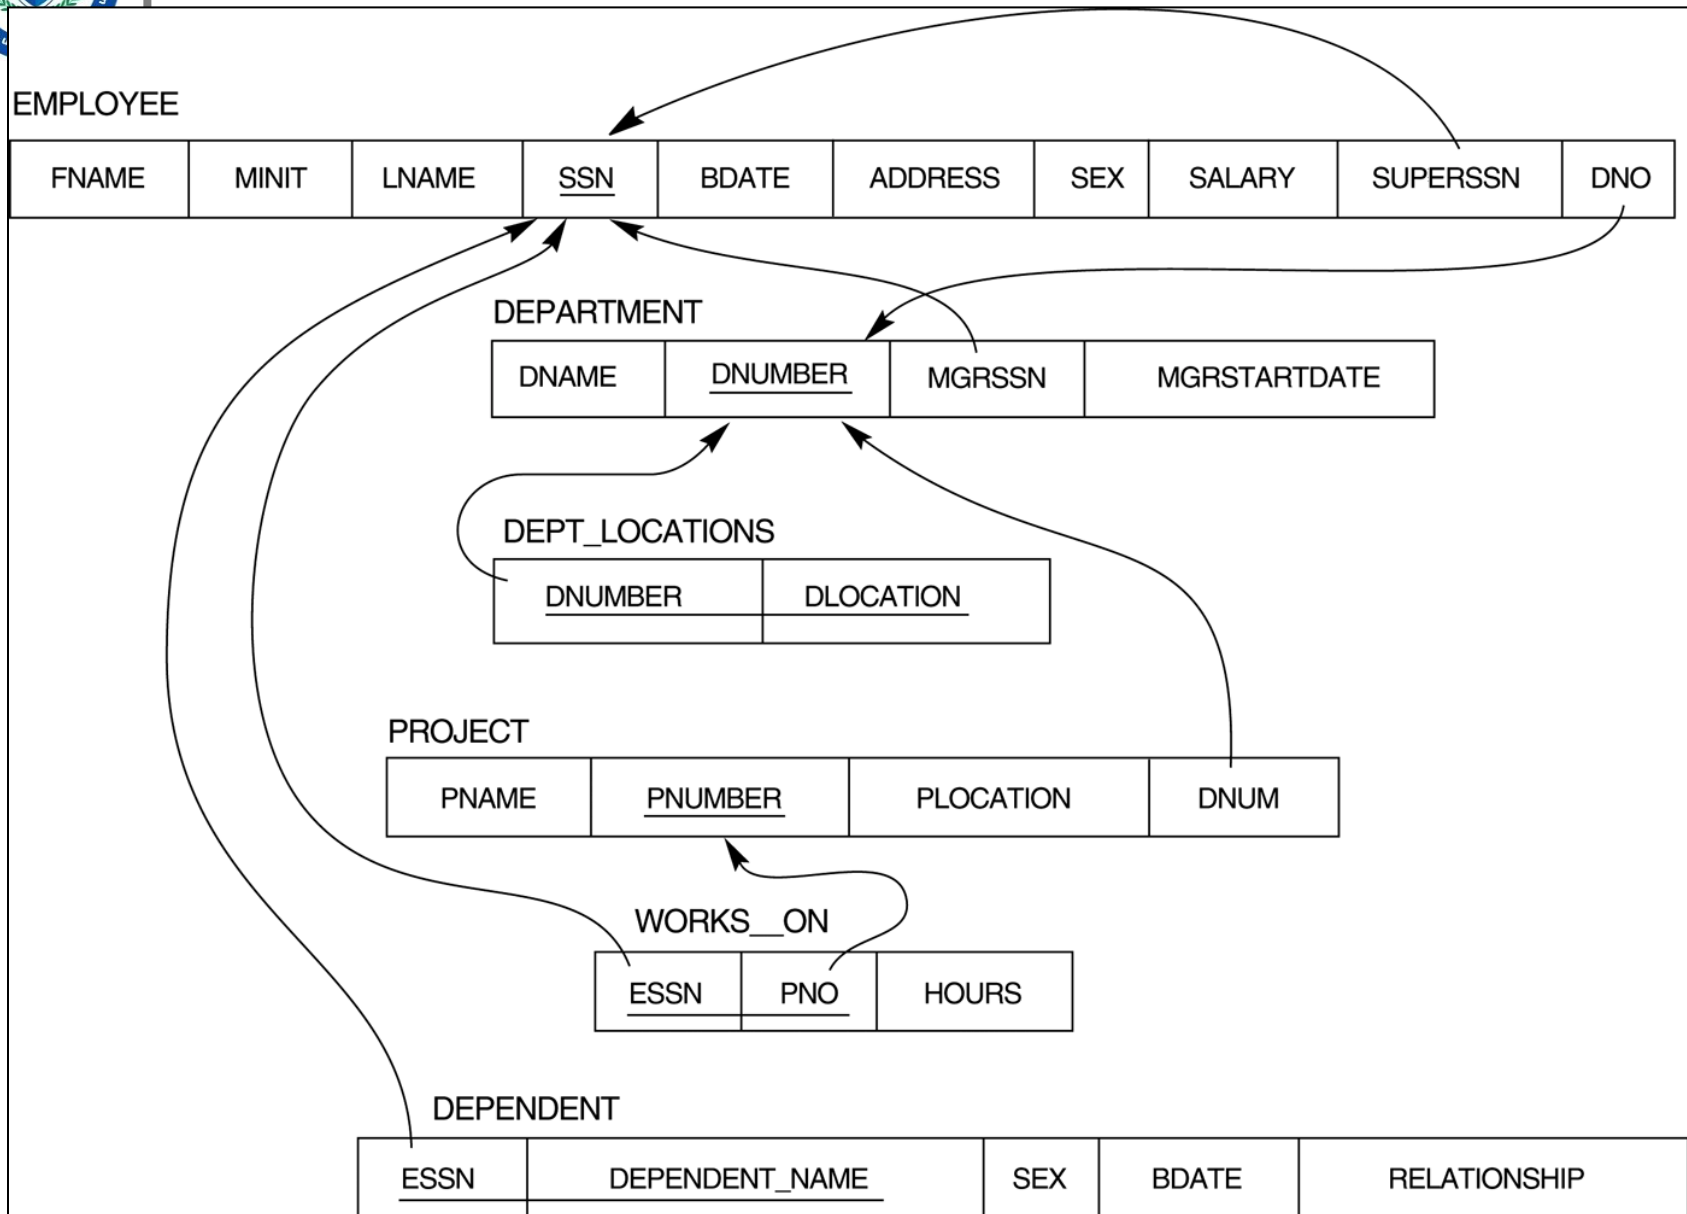 EMPLOYEE
FNAME MINIT LNAME SSN BDATE ADDRESS SEX SALARY SUPERSSN DNO
DEPARTMENT
DNAME DNUMBER MGRSSN MGRSTARTDATE
DEPT_LOCATIONS
DNUMBER DLOCATION
PROJECT
PNAME PNUMBER PLOCATION DNUM
WORKS__ON
ESSN PNO HOURS
DEPENDENT
ESSN DEPENDENT_NAME SEX BDATE RELATIONSHIP